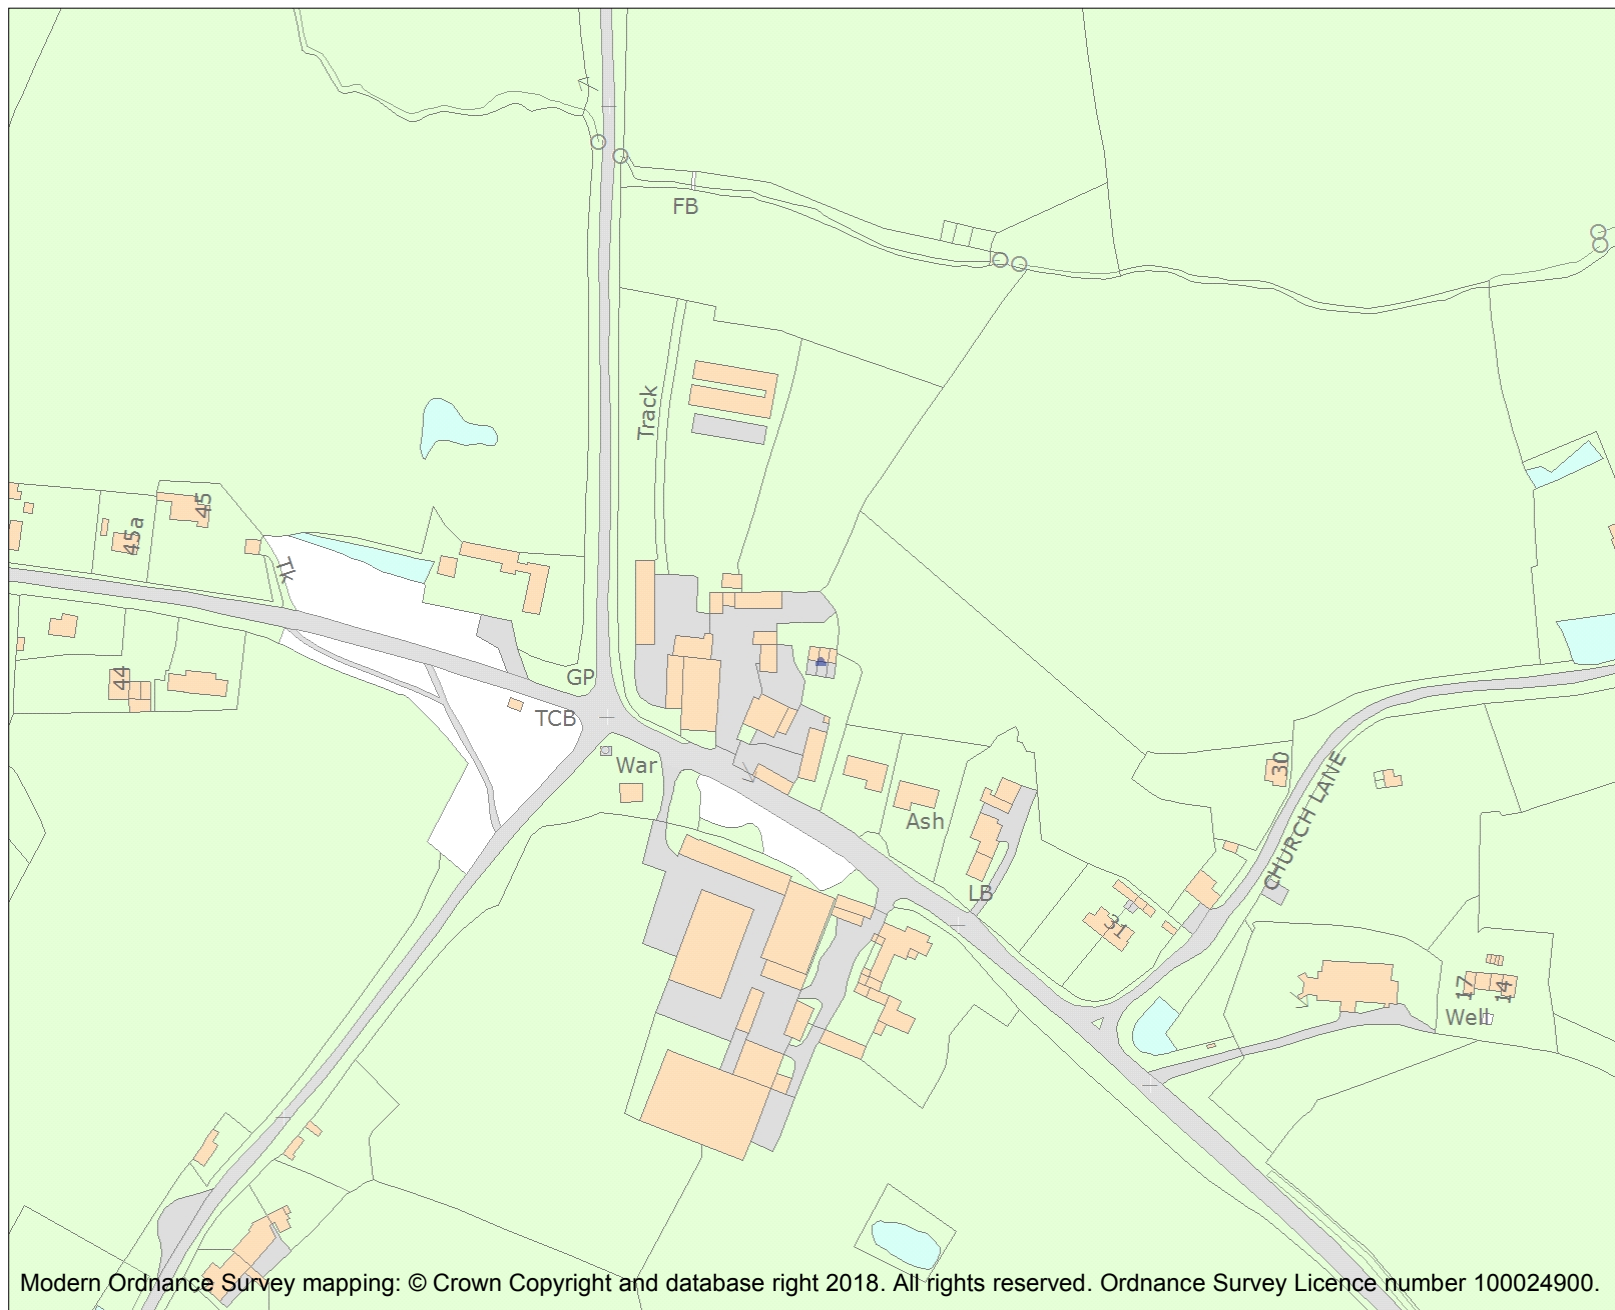 FB
Track
45
45a
Tk
44
GP
TCB
War
30
CHURCH LANE
Ash
LB
31
17
14
Well
Modern Ordnance Survey mapping: © Crown Copyright and database right 2018. All rights reserved. Ordnance Survey Licence number 100024900.